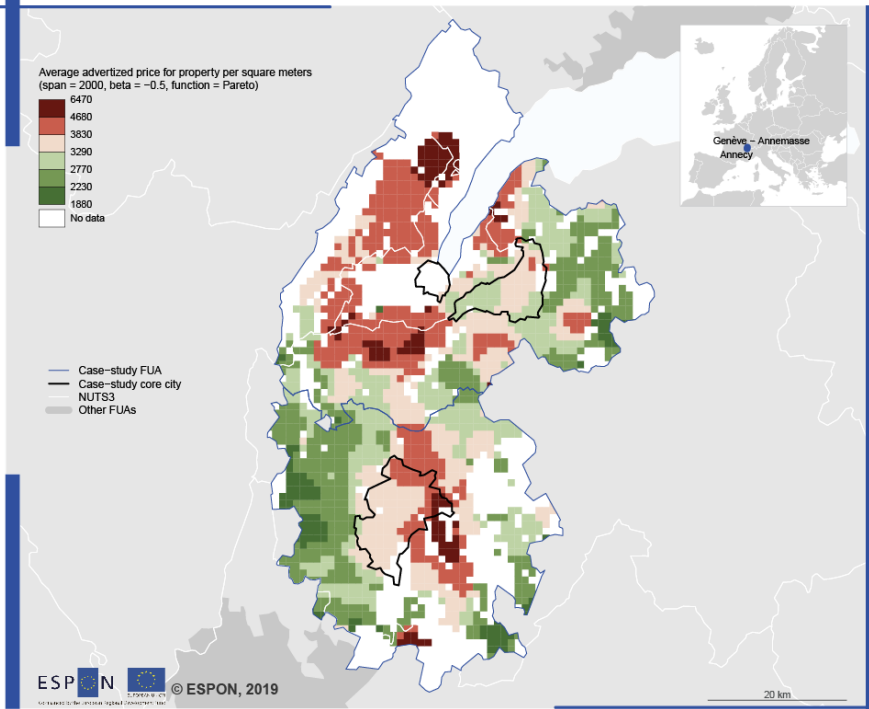 Average advertized price for property per square meters
(span = 2000, beta = −0.5, function = Pareto)
6470
4680
3830
3290
2770
2230
1880
No data
Genève − Annemasse
Annecy
Case−study FUA
Case−study core city
NUTS3
Other FUAs
ESPON
© ESPON, 2019
20 km